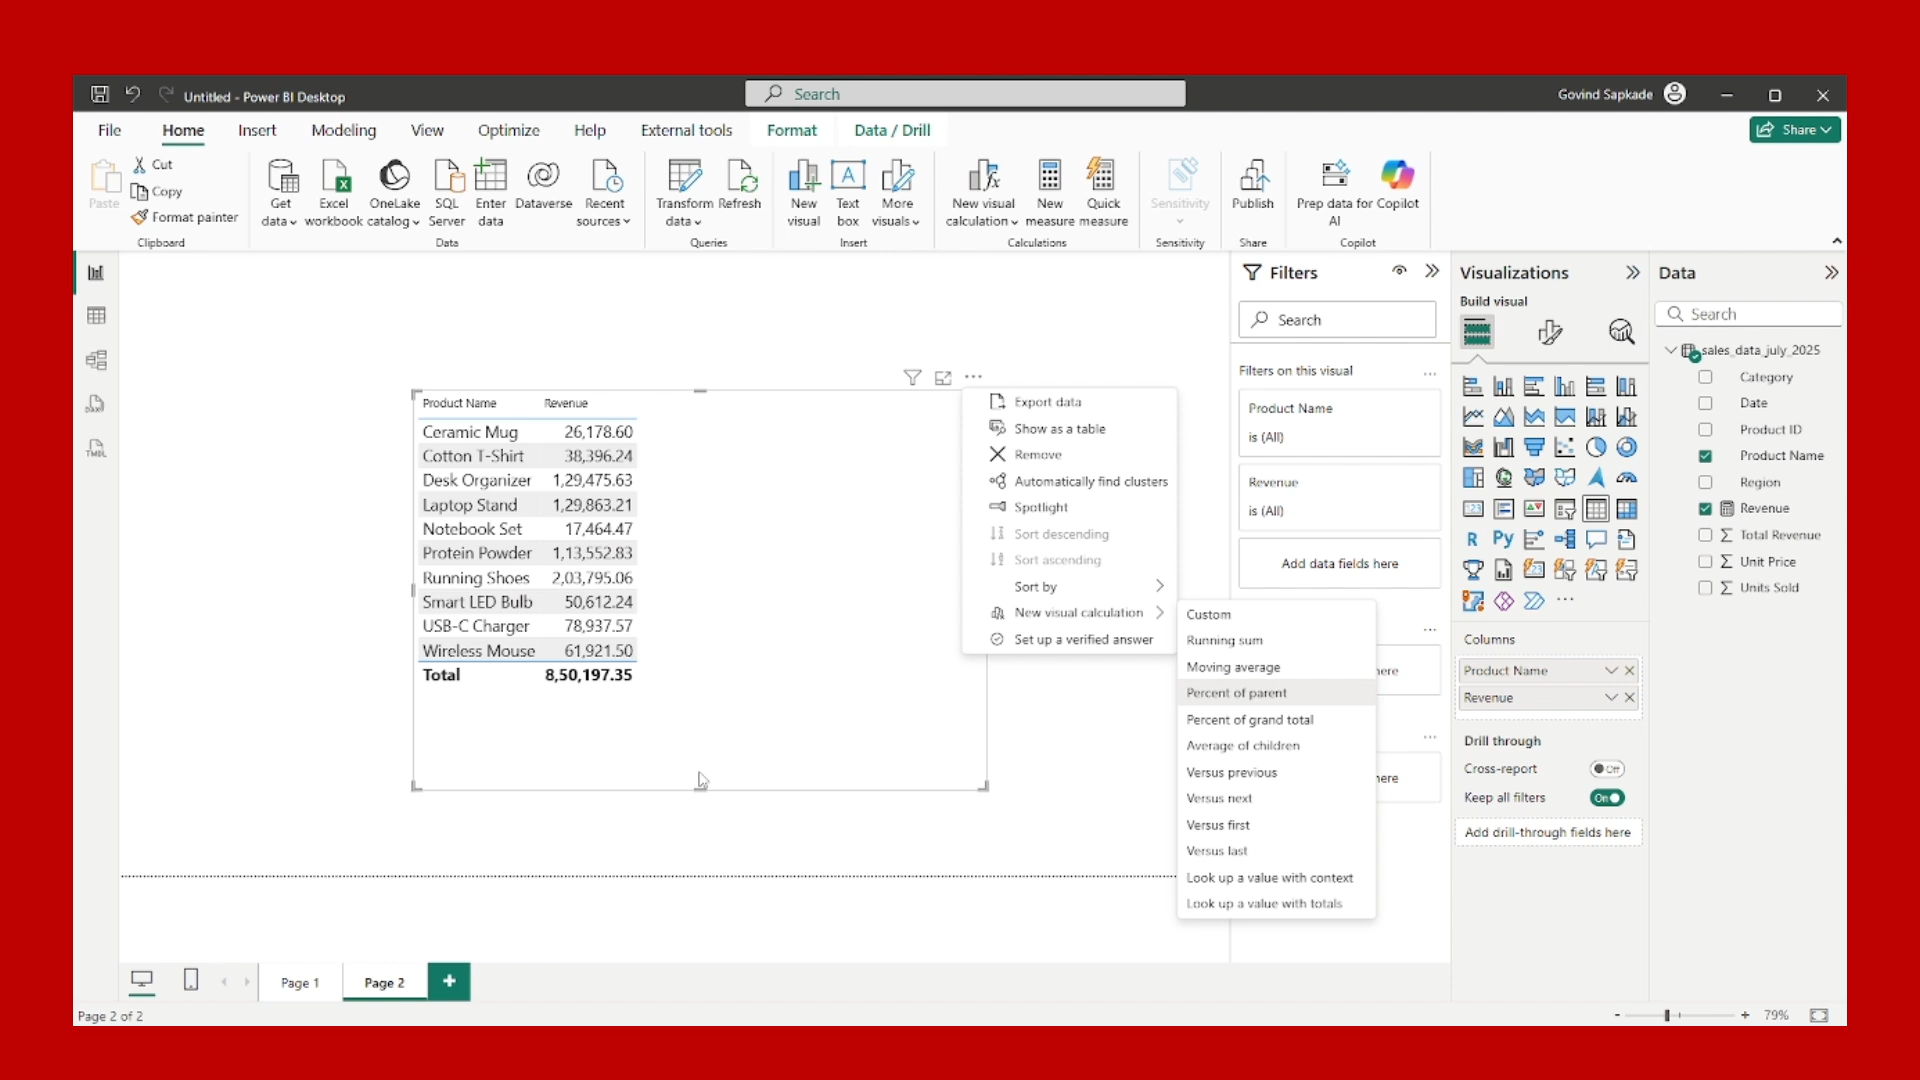 Untitled - Power BI Desktop
Search
Govind Sapkade
File Home Insert Modeling View Optimize Help External tools Format Data / Drill
Share
Paste
Cut
Copy
Format painter
Clipboard
Get data
Excel workbook
OneLake catalog
SQL Server
Enter data
Dataverse
Recent sources
Data
Transform data
Refresh
Queries
New visual
Text box
More visuals
Insert
New visual calculation
New measure
Quick measure
Calculations
Sensitivity
Sensitivity
Publish
Share
Prep data for AI
Copilot
Copilot
DAX
TMDL
Product Name Revenue
Ceramic Mug 26,178.60
Cotton T-Shirt 38,396.24
Desk Organizer 1,29,475.63
Laptop Stand 1,29,863.21
Notebook Set 17,464.47
Protein Powder 1,13,552.83
Running Shoes 2,03,795.06
Smart LED Bulb 50,612.24
USB-C Charger 78,937.57
Wireless Mouse 61,921.50
Total 8,50,197.35
Export data
Show as a table
Remove
Automatically find clusters
Spotlight
Sort descending
Sort ascending
Sort by
New visual calculation
Set up a verified answer
Custom
Running sum
Moving average
Percent of parent
Percent of grand total
Average of children
Versus previous
Versus next
Versus first
Versus last
Look up a value with context
Look up a value with totals
Filters
Search
Filters on this visual
Product Name
is (All)
Revenue
is (All)
Add data fields here
here
here
Visualizations
Build visual
R Py
Columns
Product Name
Revenue
Drill through
Cross-report Off
Keep all filters On
Add drill-through fields here
Data
Search
sales_data_july_2025
Category
Date
Product ID
Product Name
Region
Revenue
Total Revenue
Unit Price
Units Sold
Page 1
Page 2
Page 2 of 2
79%